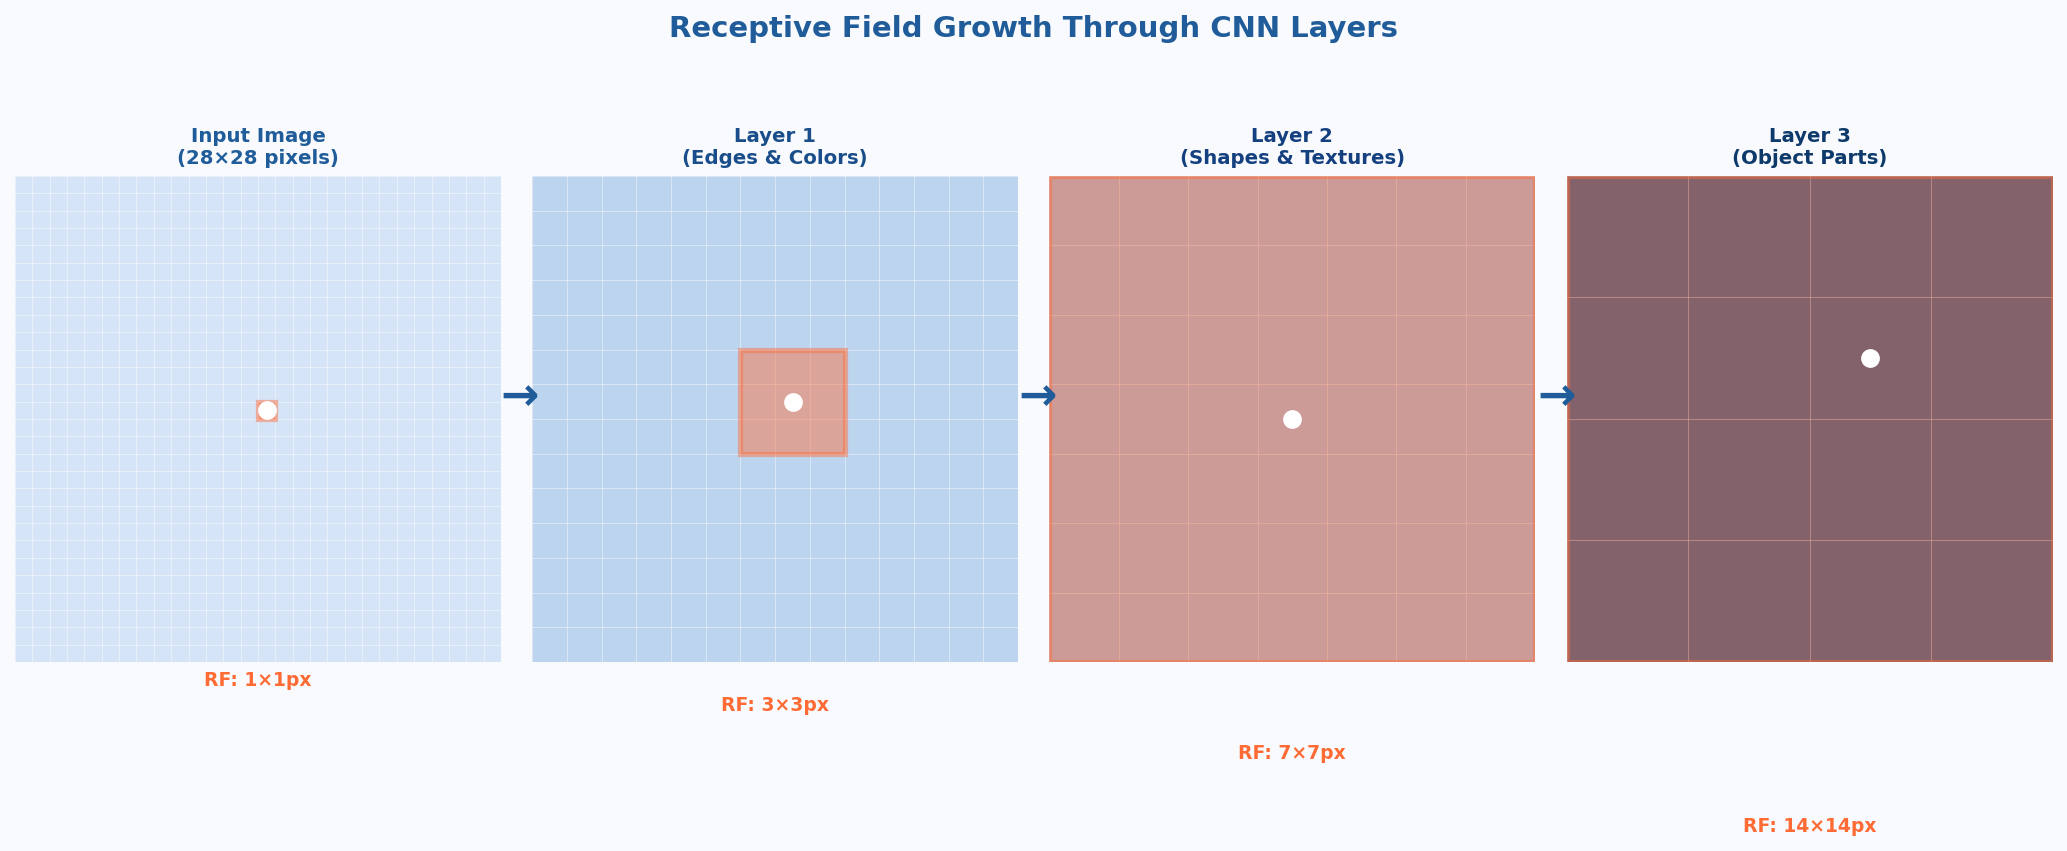 Receptive Field Growth Through CNN Layers
Input Image
(28×28 pixels)
Layer 1
(Edges & Colors)
Layer 2
(Shapes & Textures)
Layer 3
(Object Parts)
RF: 1×1px
RF: 3×3px
RF: 7×7px
RF: 14×14px